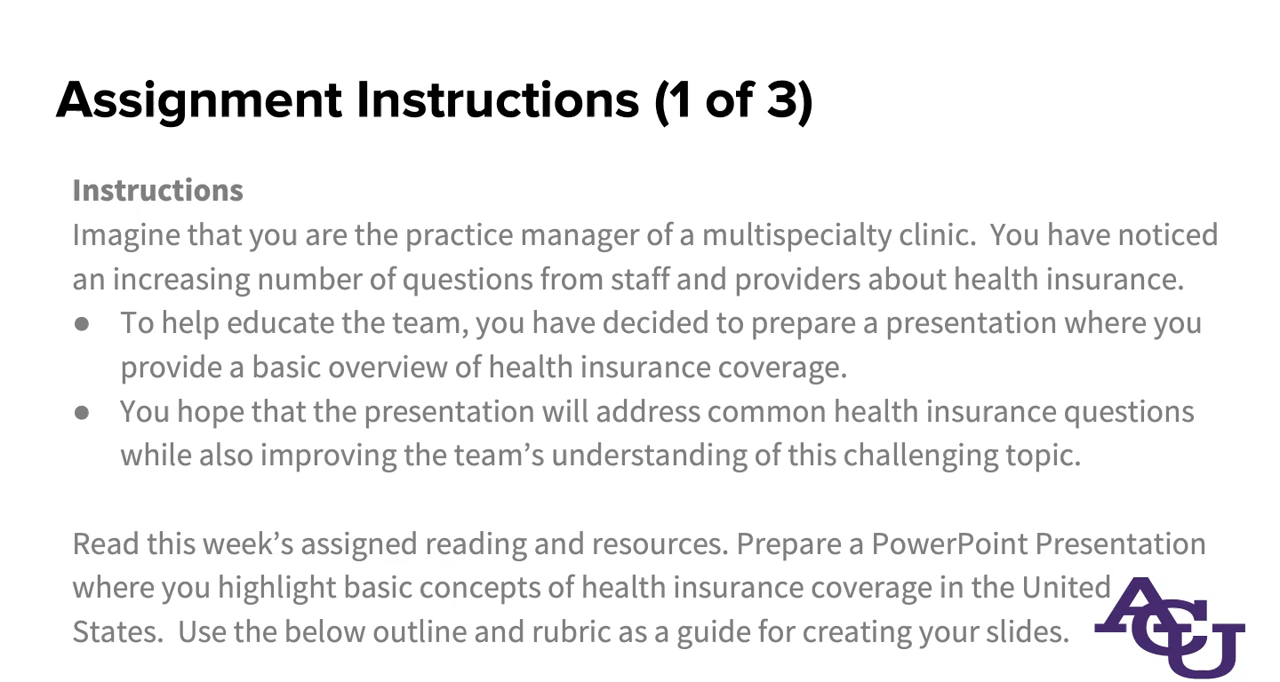 Assignment Instructions (1 of 3)
Instructions
Imagine that you are the practice manager of a multispecialty clinic.  You have noticed
an increasing number of questions from staff and providers about health insurance.
● To help educate the team, you have decided to prepare a presentation where you
provide a basic overview of health insurance coverage.
● You hope that the presentation will address common health insurance questions
while also improving the team’s understanding of this challenging topic.
Read this week’s assigned reading and resources. Prepare a PowerPoint Presentation
where you highlight basic concepts of health insurance coverage in the United
States.  Use the below outline and rubric as a guide for creating your slides.
ACU